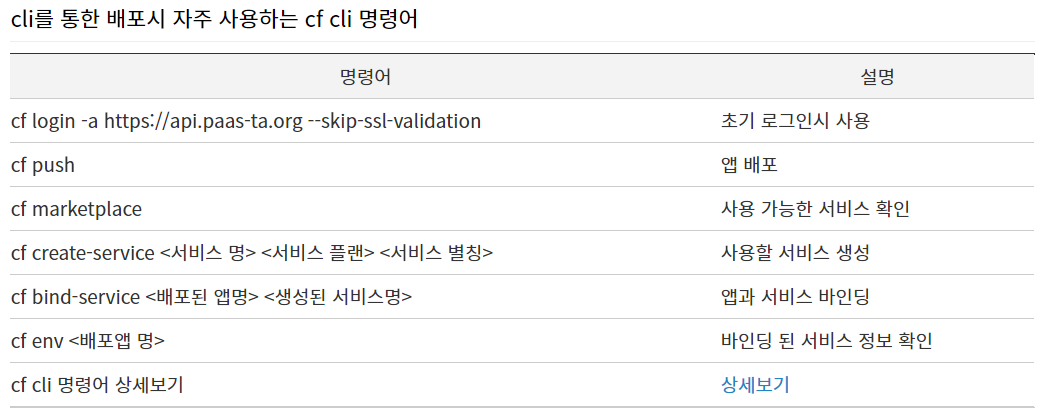 cli를 통한 배포시 자주 사용하는 cf cli 명령어
명령어 설명
cf login -a https://api.paas-ta.org --skip-ssl-validation 초기 로그인시 사용
cf push 앱 배포
cf marketplace 사용 가능한 서비스 확인
cf create-service <서비스 명> <서비스 플랜> <서비스 별칭> 사용할 서비스 생성
cf bind-service <배포된 앱명> <생성된 서비스명> 앱과 서비스 바인딩
cf env <배포앱 명> 바인딩 된 서비스 정보 확인
cf cli 명령어 상세보기 상세보기